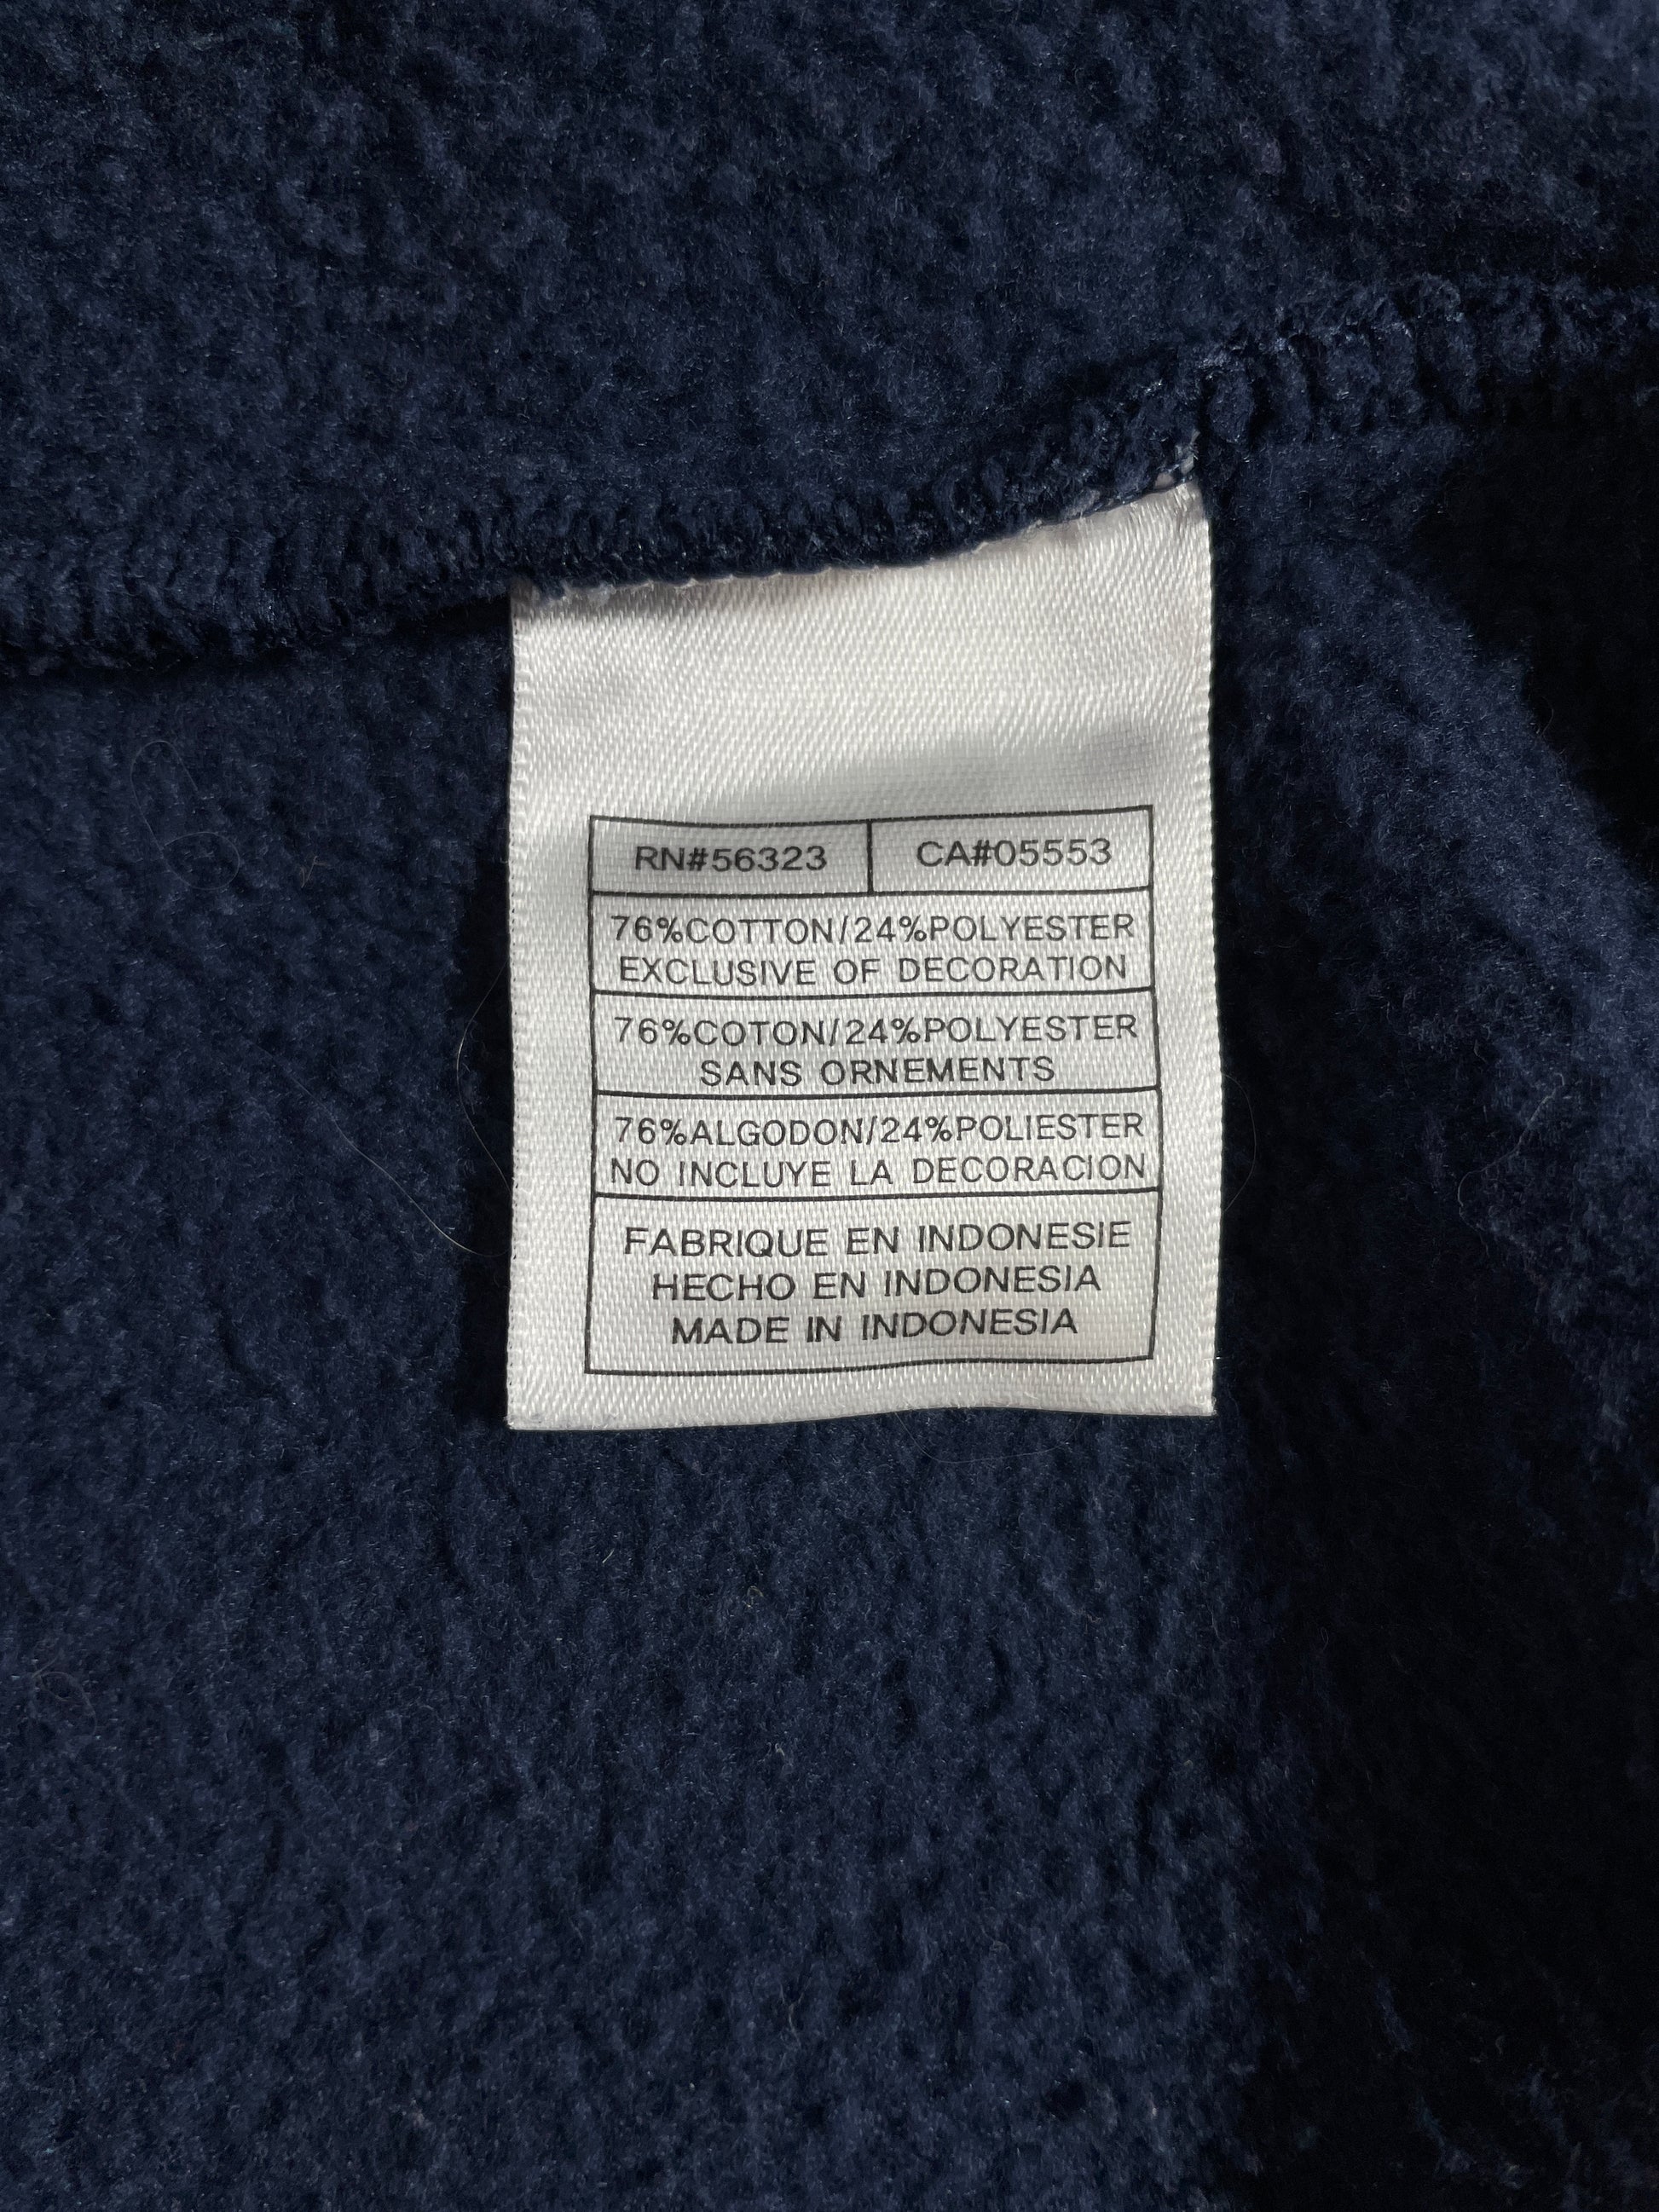 RN#56323 CA#05553
76%COTTON/24%POLYESTER
EXCLUSIVE OF DECORATION
76%COTON/24%POLYESTER
SANS ORNEMENTS
76%ALGODON/24%POLIESTER
NO INCLUYE LA DECORACION
FABRIQUE EN INDONESIE
HECHO EN INDONESIA
MADE IN INDONESIA